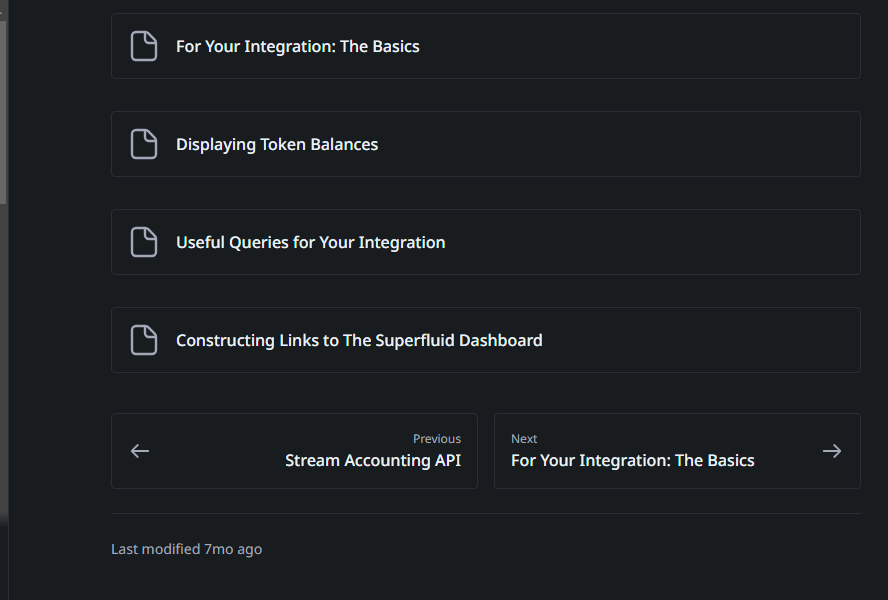 For Your Integration: The Basics
Displaying Token Balances
Useful Queries for Your Integration
Constructing Links to The Superfluid Dashboard
Previous
Stream Accounting API
Next
For Your Integration: The Basics
Last modified 7mo ago